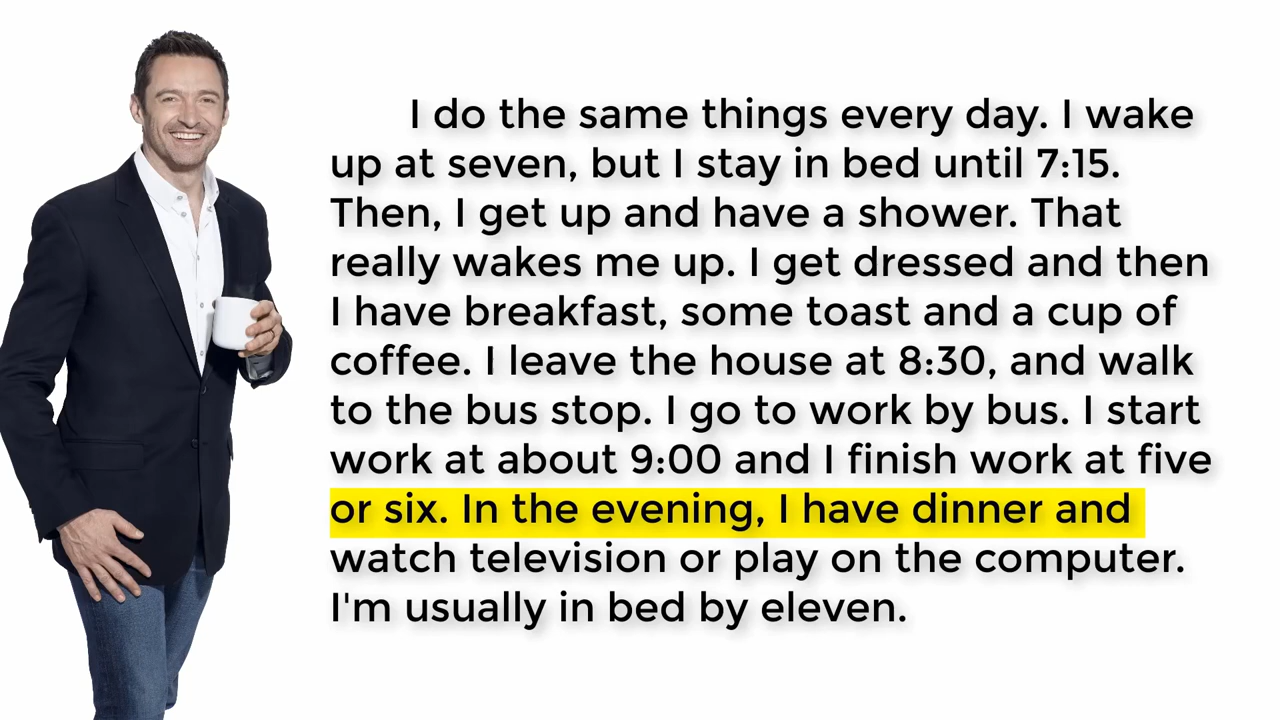 I do the same things every day. I wake
up at seven, but I stay in bed until 7:15.
Then, I get up and have a shower. That
really wakes me up. I get dressed and then
I have breakfast, some toast and a cup of
coffee. I leave the house at 8:30, and walk
to the bus stop. I go to work by bus. I start
work at about 9:00 and I finish work at five
or six. In the evening, I have dinner and
watch television or play on the computer.
I'm usually in bed by eleven.